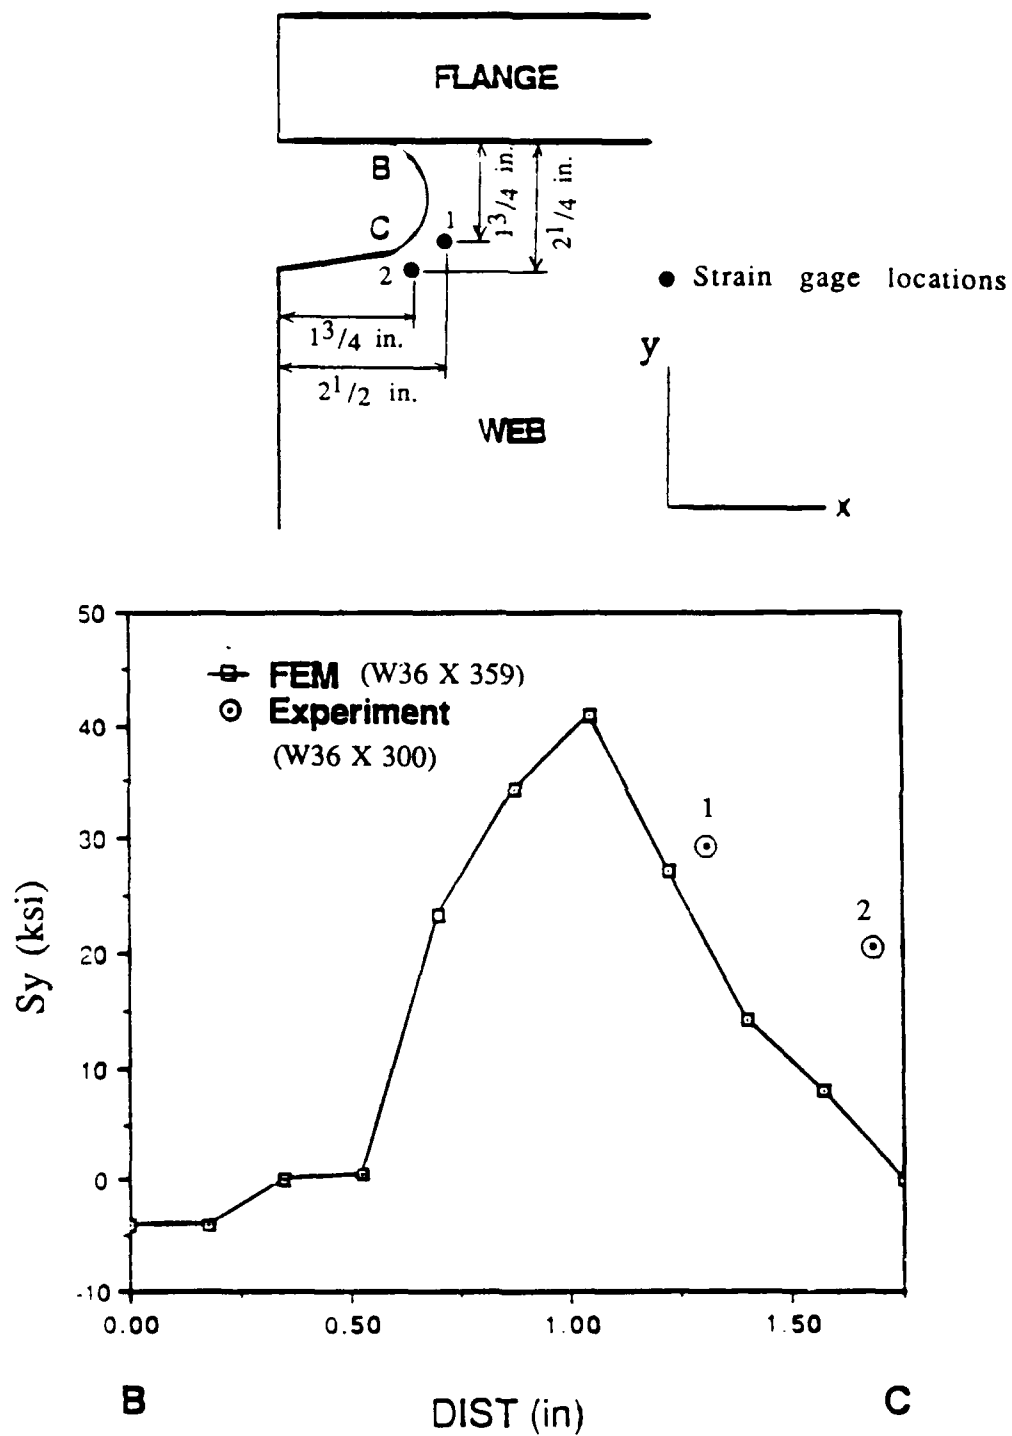 FLANGE
B
C
1
2
1 3/4 in.
2 1/4 in.
1 3/4 in.
2 1/2 in.
● Strain gage locations
y
x
WEB
50
40
30
20
10
0
-10
Sy (ksi)
FEM (W36 X 359)
Experiment
(W36 X 300)
1
2
0.00
0.50
1.00
1.50
B
DIST (in)
C